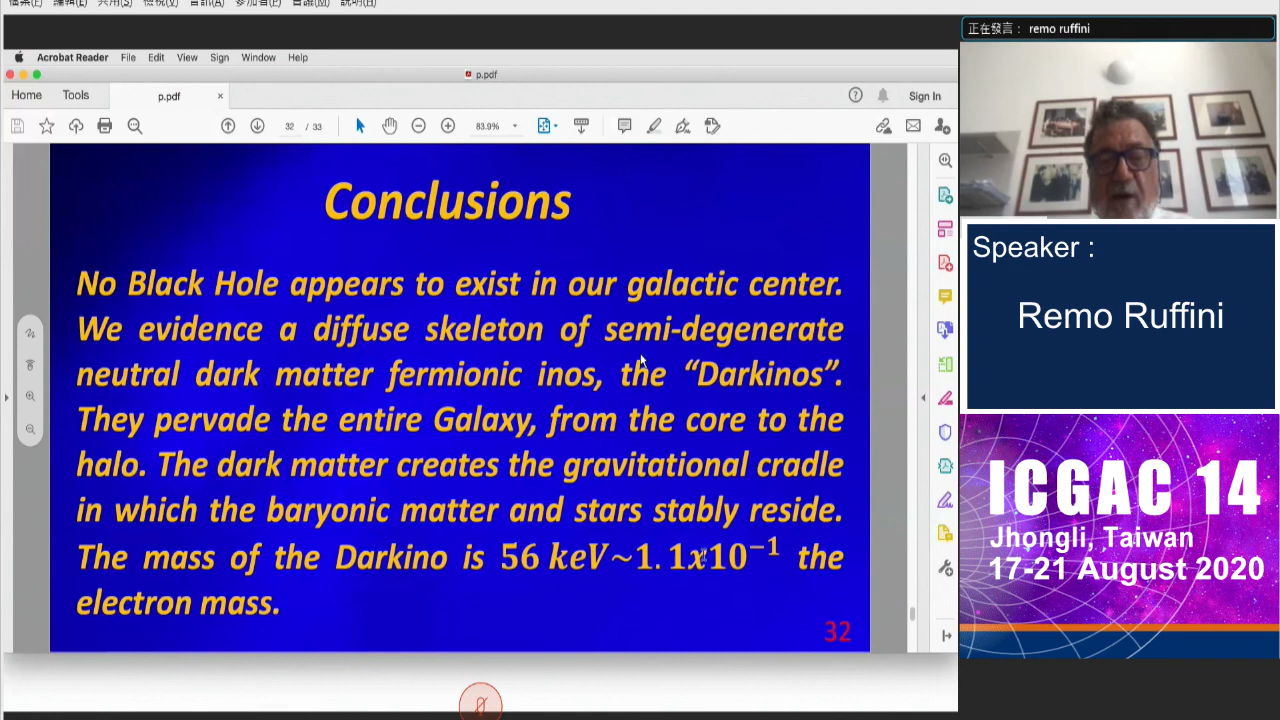 檔案(F) 編輯(E) 共用(S) 檢視(V) 音訊(A) 參加者(P) 會議(M) 說明(H)
正在發言： remo ruffini
Acrobat Reader File Edit View Sign Window Help
p.pdf
Home Tools p.pdf × Sign In
32 / 33 83.9%
Conclusions
No Black Hole appears to exist in our galactic center.
We evidence a diffuse skeleton of semi-degenerate
neutral dark matter fermionic inos, the “Darkinos”.
They pervade the entire Galaxy, from the core to the
halo. The dark matter creates the gravitational cradle
in which the baryonic matter and stars stably reside.
The mass of the Darkino is 56 keV~1.1x10⁻¹ the
electron mass.
32
Speaker :
Remo Ruffini
ICGAC 14
Jhongli, Taiwan
17-21 August 2020